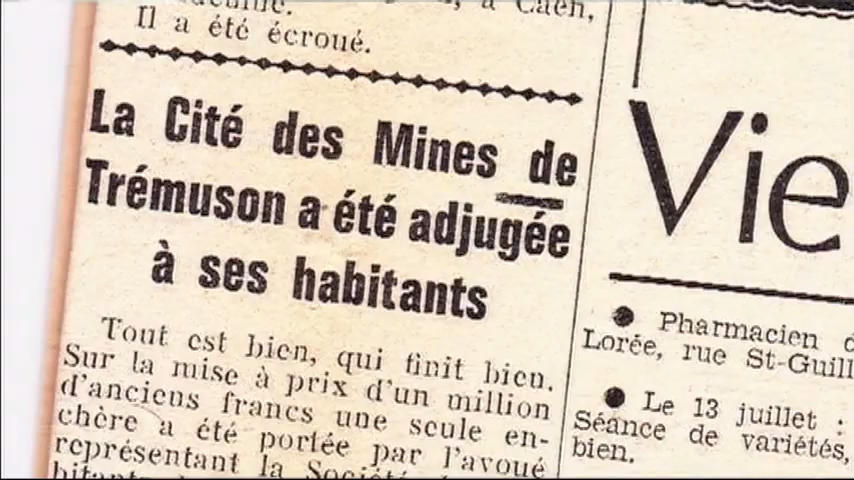 à Caen,
Il a été écroué.
La Cité des Mines de
Trémuson a été adjugée
à ses habitants
Tout est bien, qui finit bien.
Sur la mise à prix d'un million
d'anciens francs une seule en-
chère a été portée par l'avoué
représentant la Société
Vie
● Pharmacien
Lorée, rue St-Guill
● Le 13 juillet :
Séance de variétés,
bien.